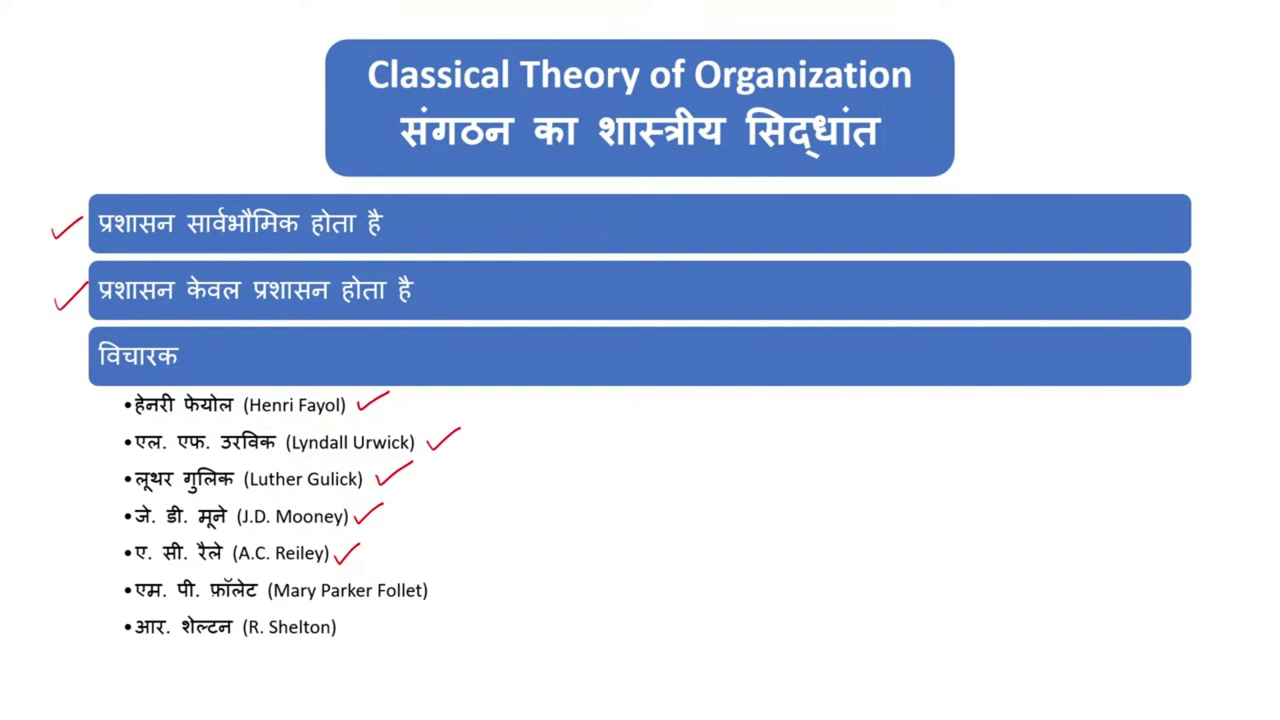 Classical Theory of Organization
संगठन का शास्त्रीय सिद्धांत
प्रशासन सार्वभौमिक होता है
प्रशासन केवल प्रशासन होता है
विचारक
•हेनरी फेयोल (Henri Fayol)
•एल. एफ. उरविक (Lyndall Urwick)
•लूथर गुलिक (Luther Gulick)
•जे. डी. मूने (J.D. Mooney)
•ए. सी. रैले (A.C. Reiley)
•एम. पी. फ़ॉलेट (Mary Parker Follet)
•आर. शेल्टन (R. Shelton)